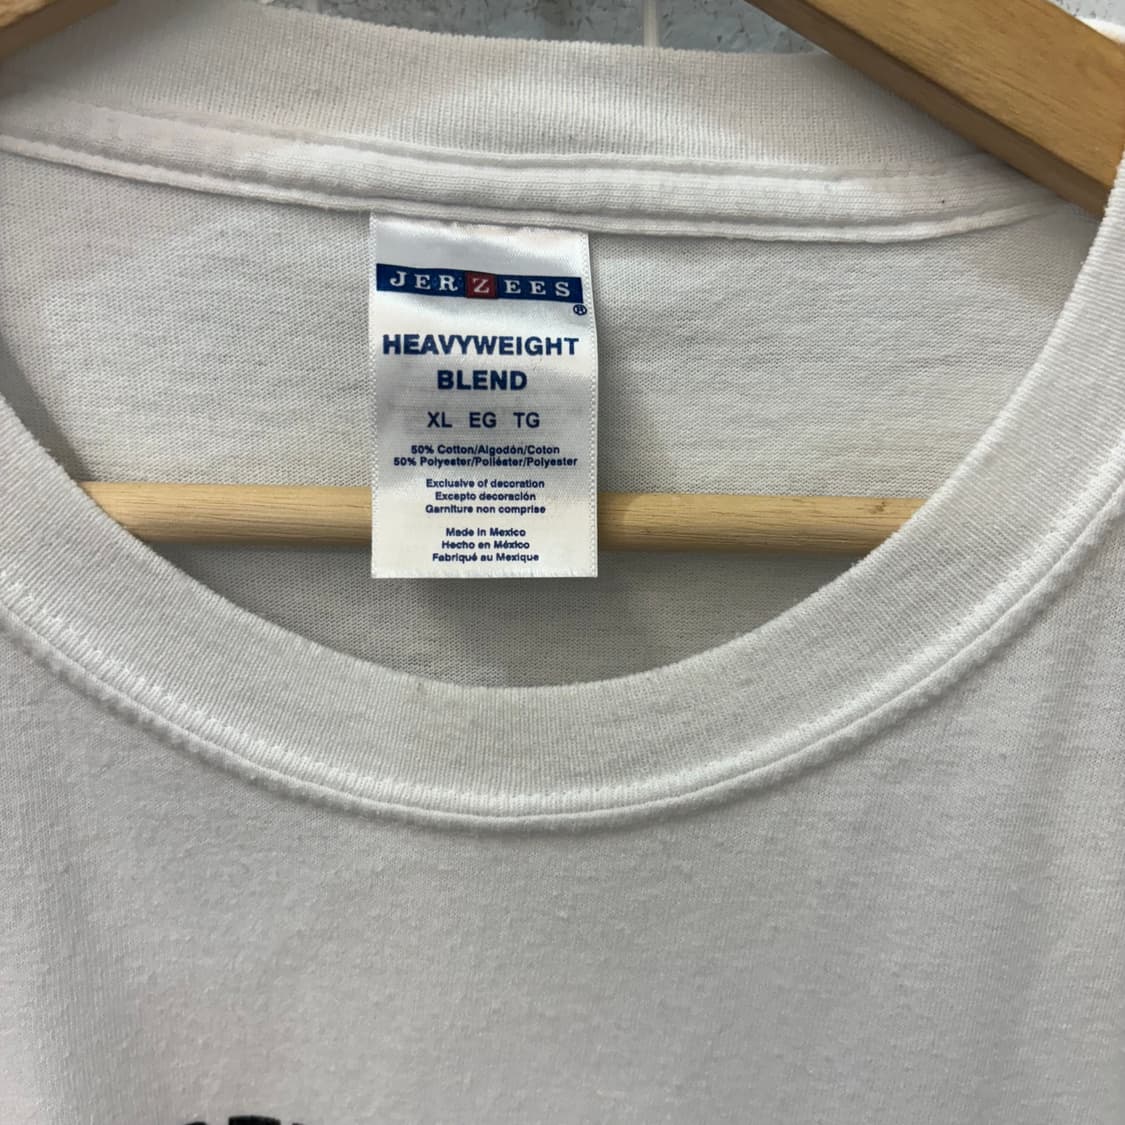 JERZEES
®
HEAVYWEIGHT
BLEND
XL EG TG
50% Cotton/Algodón/Coton
50% Polyester/Poliéster/Polyester
Exclusive of decoration
Excepto decoración
Garniture non comprise
Made in Mexico
Hecho en México
Fabriqué au Mexique